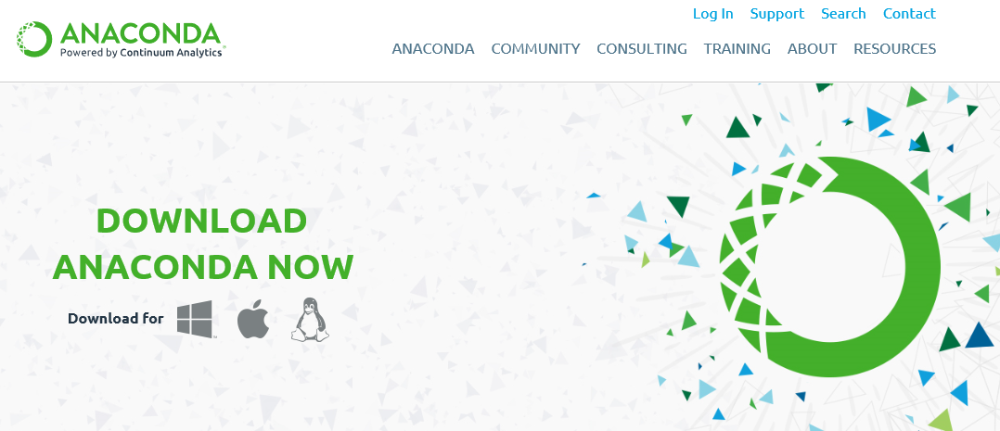 Log In Support Search Contact
ANACONDA
Powered by Continuum Analytics
ANACONDA COMMUNITY CONSULTING TRAINING ABOUT RESOURCES
DOWNLOAD
ANACONDA NOW
Download for